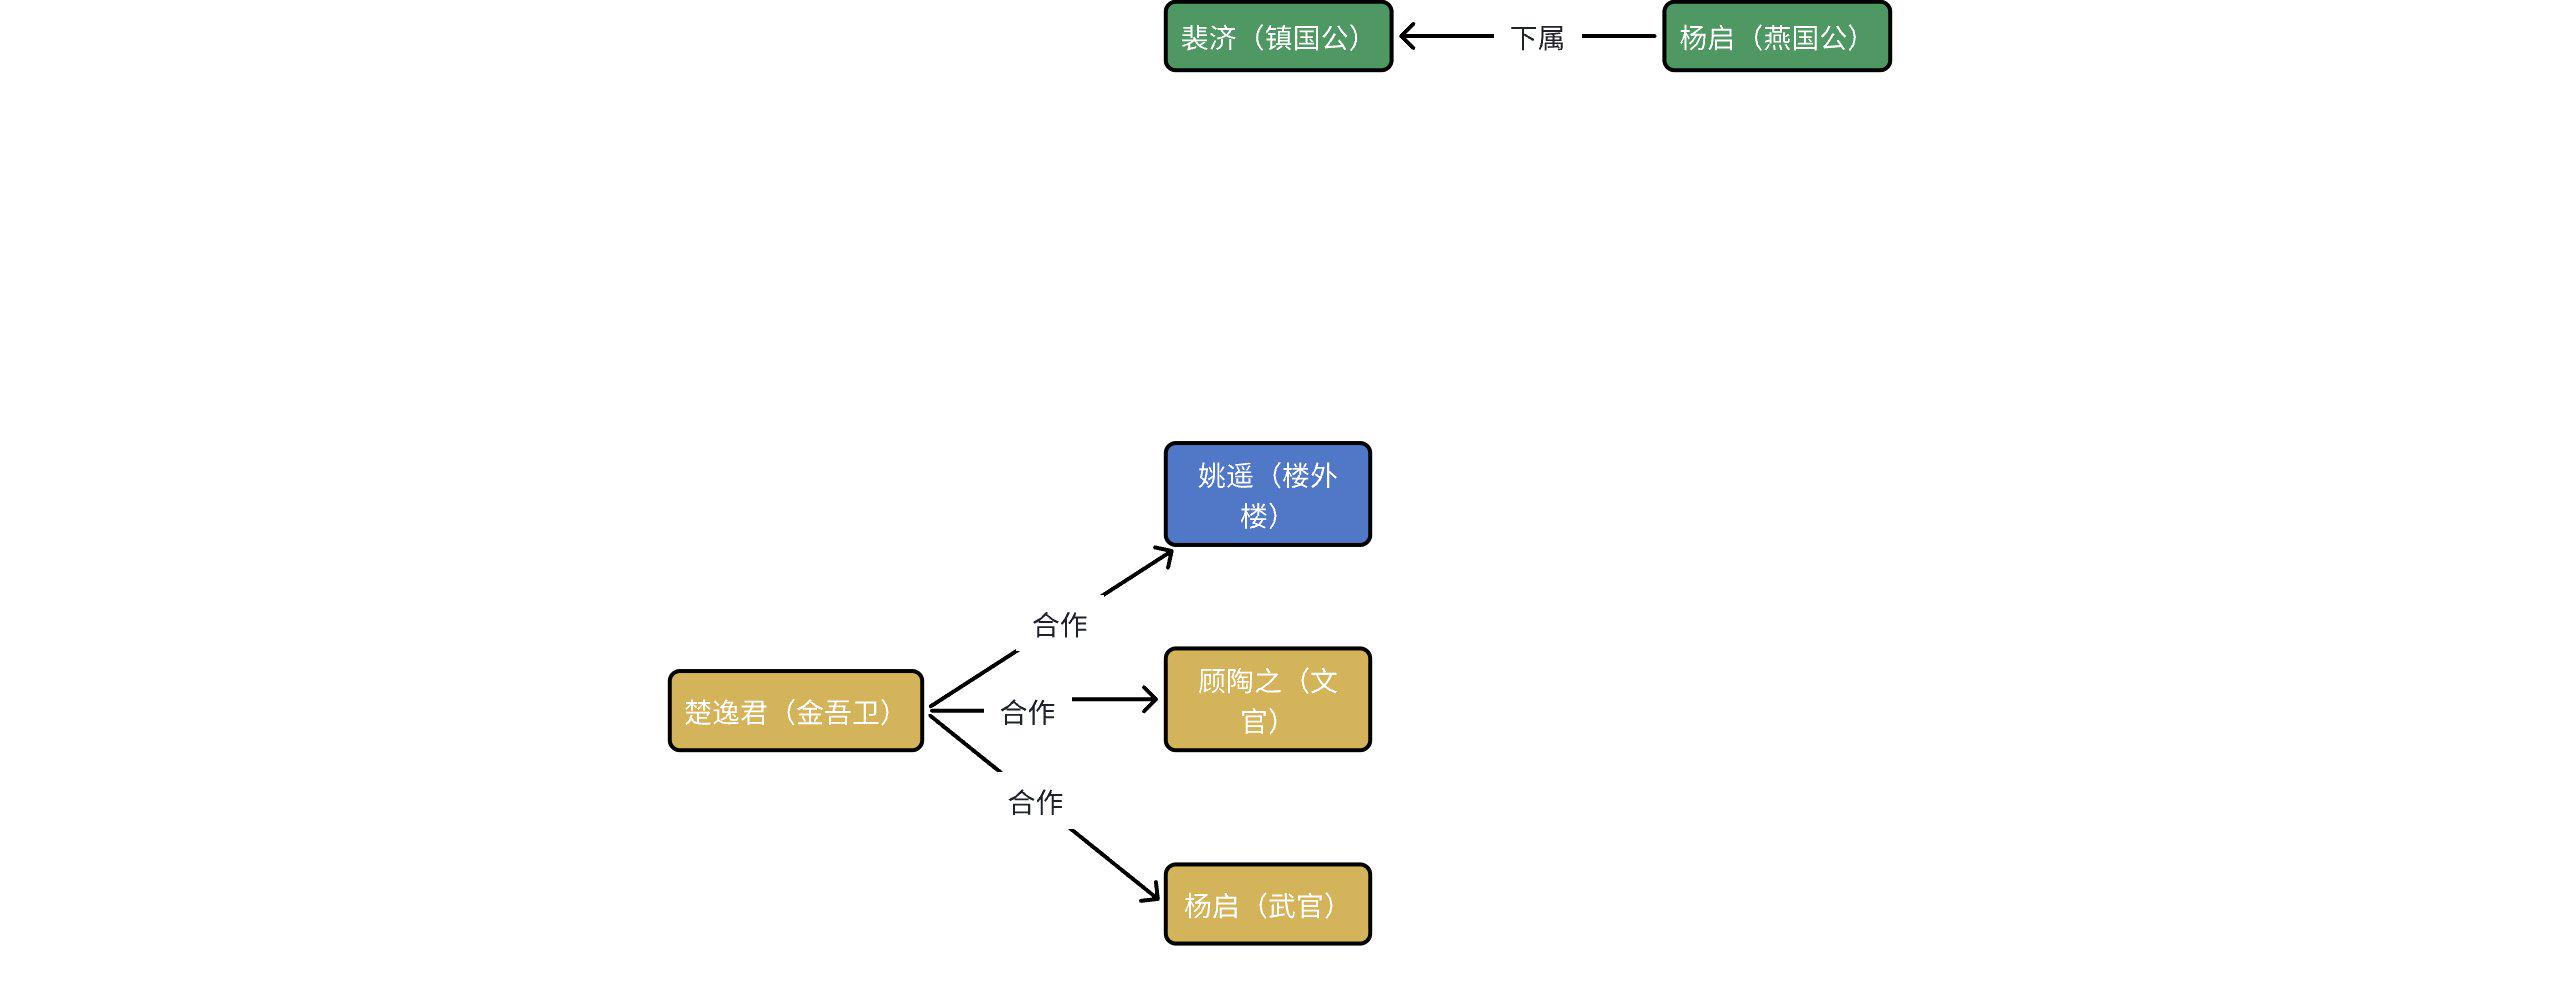 裴济（镇国公）
下属
杨启（燕国公）
姚遥（楼外
楼）
合作
楚逸君（金吾卫）
合作
顾陶之（文
官）
合作
杨启（武官）